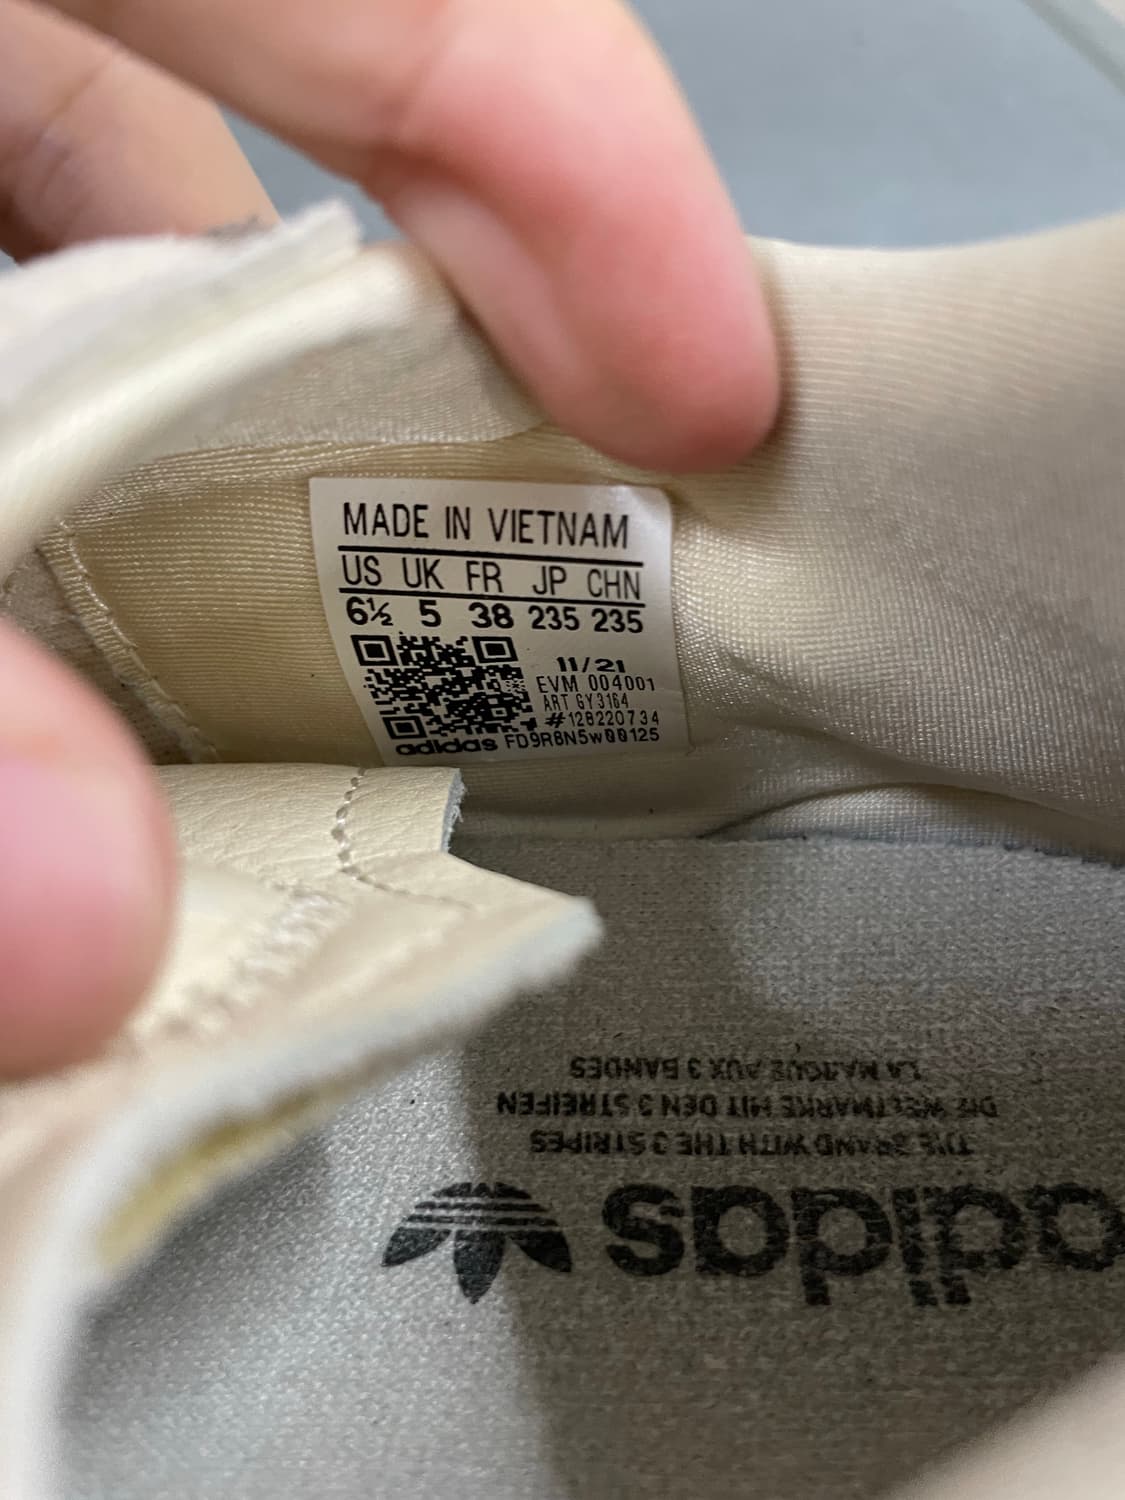 MADE IN VIETNAM
US UK FR JP CHN
6½ 5 38 235 235
11/21
EVM 004001
ART GY3164
#128220734
adidas FD9R8N5W00125
adidas
THE BRAND WITH THE 3 STRIPES
DIE WELTMARKE MIT DEN 3 STREIFEN
LA MARQUE AUX 3 BANDES